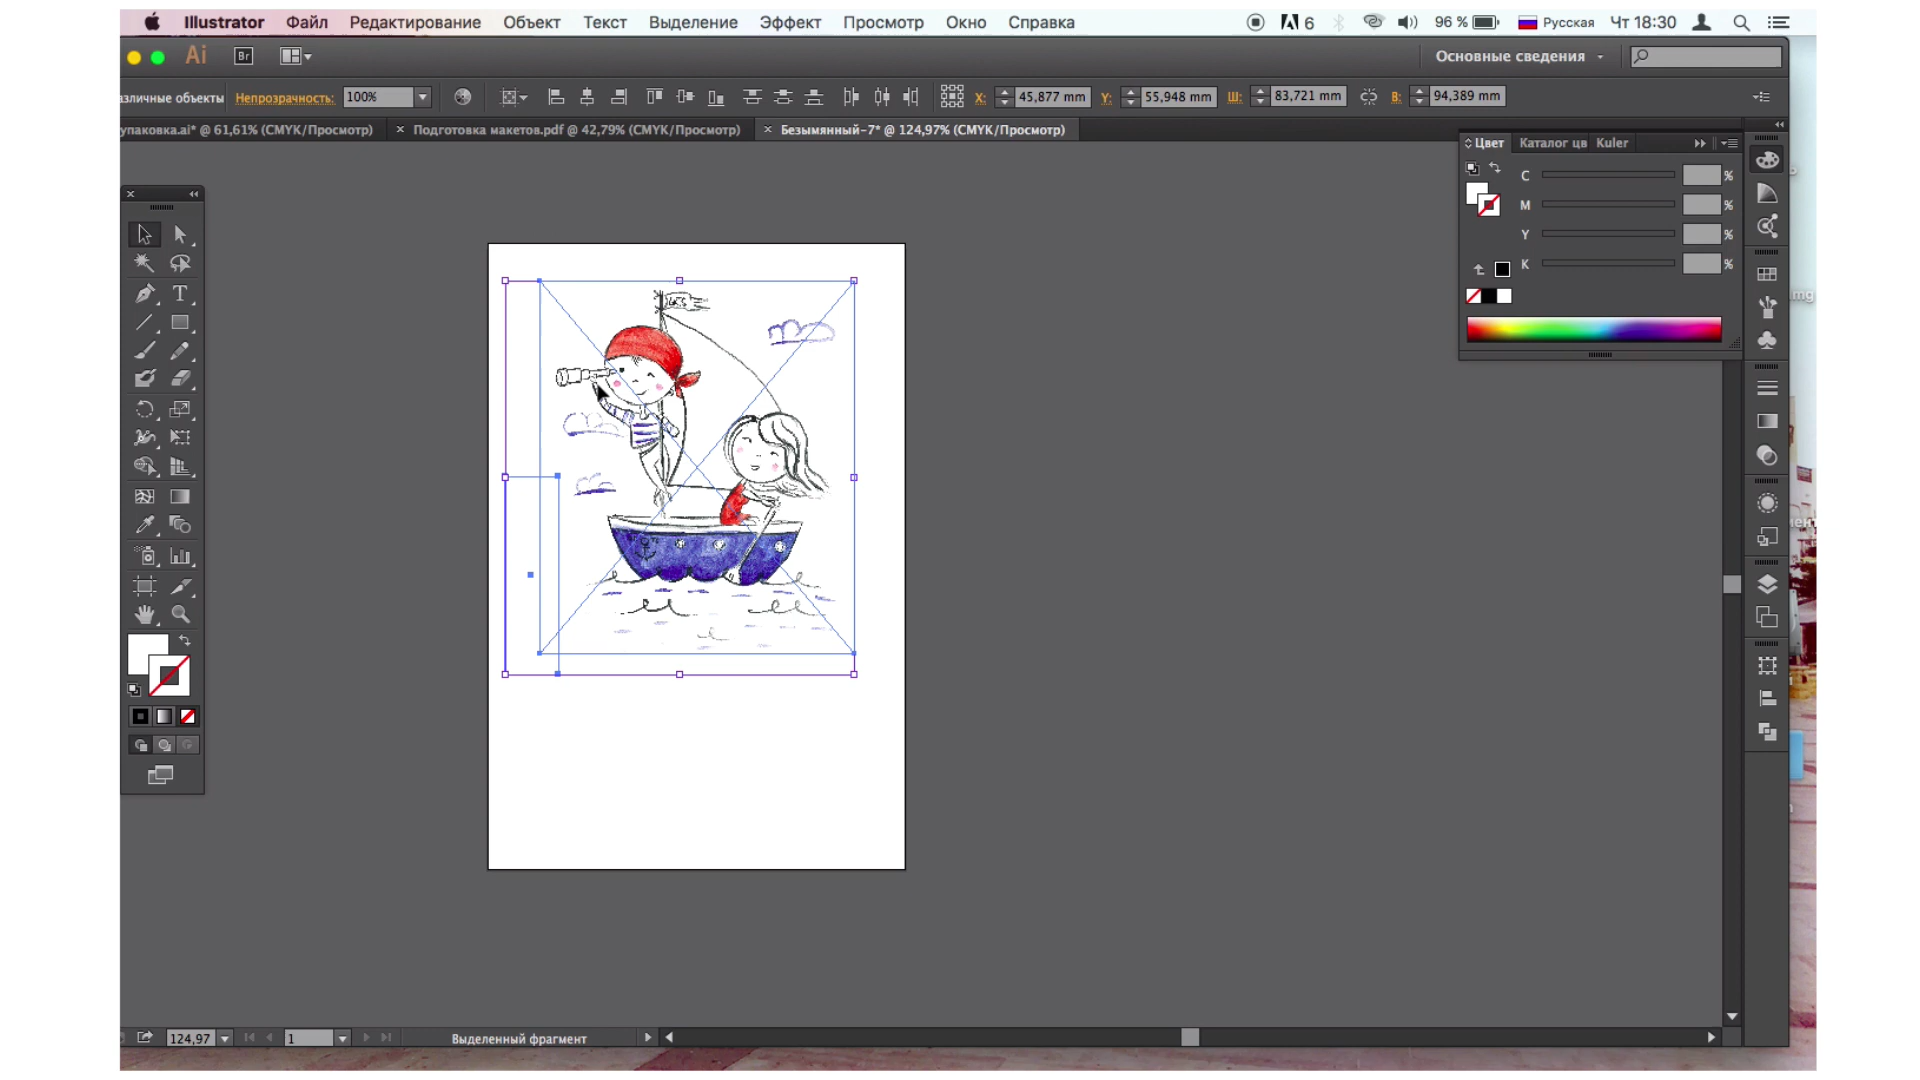 Illustrator Файл Редактирование Объект Текст Выделение Эффект Просмотр Окно Справка 6 96 % Русская Чт 18:30
Ai Br Основные сведения
азличные объекты Непрозрачность: 100% X: 45,877 mm Y: 55,948 mm Ш: 83,721 mm В: 94,389 mm
упаковка.ai* @ 61,61% (CMYK/Просмотр) × Подготовка макетов.pdf @ 42,79% (CMYK/Просмотр) × Безымянный-7* @ 124,97% (CMYK/Просмотр)
Цвет Каталог цв Kuler
C %
M %
Y %
K %
mg
T
124,97 1 Выделенный фрагмент